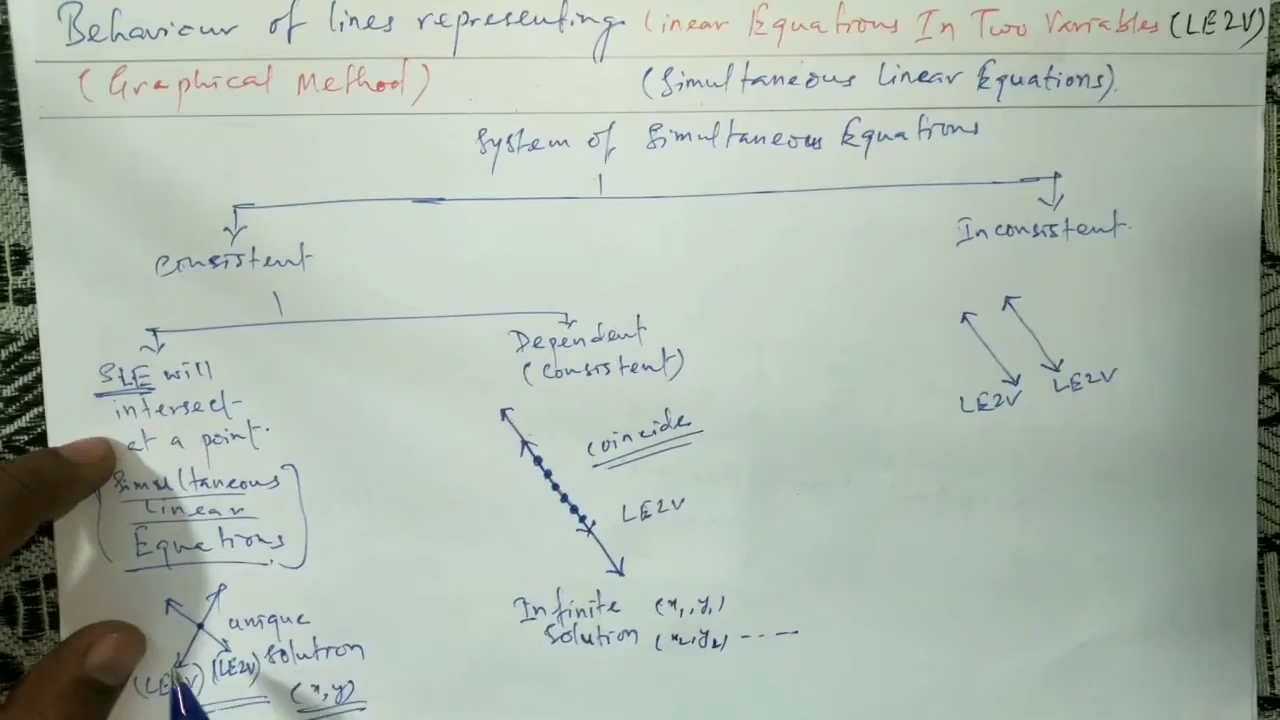 Behaviour of lines representing Linear Equations In Two Variables (LE2V)
(Graphical Method) (Simultaneous Linear Equations).
System of Simultaneous Equations
Consistent
Inconsistent.
SLE will
intersect
at a point.
(Simultaneous
Linear
Equations)
unique
solution
(x,y)
(LE2V)
Dependent
(Consistent)
coincide
LE2V
Infinite (x₁,y₁)
Solution (x₂,y₂) -----
LE2V LE2V